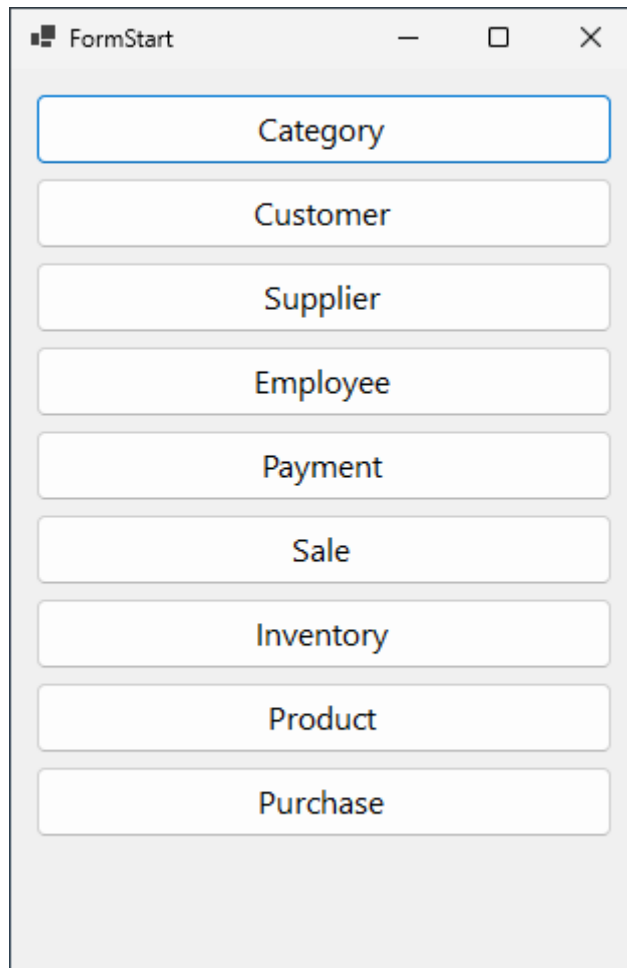 FormStart
Category
Customer
Supplier
Employee
Payment
Sale
Inventory
Product
Purchase